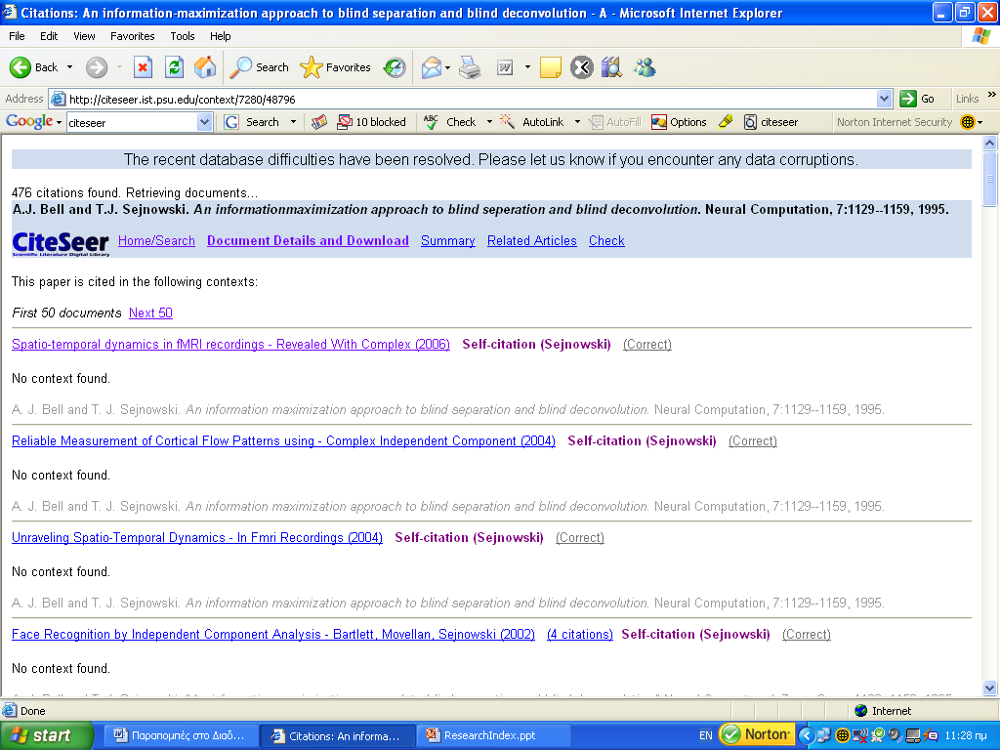 Citations: An information-maximization approach to blind separation and blind deconvolution - A - Microsoft Internet Explorer
File Edit View Favorites Tools Help
Back Search Favorites
Address http://citeseer.ist.psu.edu/context/7280/48796 Go Links »
Google citeseer G Search 10 blocked ABC Check AutoLink AutoFill Options citeseer Norton Internet Security
The recent database difficulties have been resolved. Please let us know if you encounter any data corruptions.
476 citations found. Retrieving documents...
A.J. Bell and T.J. Sejnowski. An informationmaximization approach to blind seperation and blind deconvolution. Neural Computation, 7:1129--1159, 1995.
CiteSeer Home/Search Document Details and Download Summary Related Articles Check
Scientific Literature Digital Library
This paper is cited in the following contexts:
First 50 documents Next 50
Spatio-temporal dynamics in fMRI recordings - Revealed With Complex (2006) Self-citation (Sejnowski) (Correct)
No context found.
A. J. Bell and T. J. Sejnowski. An information maximization approach to blind separation and blind deconvolution. Neural Computation, 7:1129--1159, 1995.
Reliable Measurement of Cortical Flow Patterns using - Complex Independent Component (2004) Self-citation (Sejnowski) (Correct)
No context found.
A. J. Bell and T. J. Sejnowski. An information maximization approach to blind separation and blind deconvolution. Neural Computation, 7:1129--1159, 1995.
Unraveling Spatio-Temporal Dynamics - In Fmri Recordings (2004) Self-citation (Sejnowski) (Correct)
No context found.
A. J. Bell and T. J. Sejnowski. An information maximization approach to blind separation and blind deconvolution. Neural Computation, 7:1129--1159, 1995.
Face Recognition by Independent Component Analysis - Bartlett, Movellan, Sejnowski (2002) (4 citations) Self-citation (Sejnowski) (Correct)
No context found.
Done Internet
start Παραπομπές στο Διαδ... Citations: An informa... ResearchIndex.ppt EN Norton 11:28 πμ